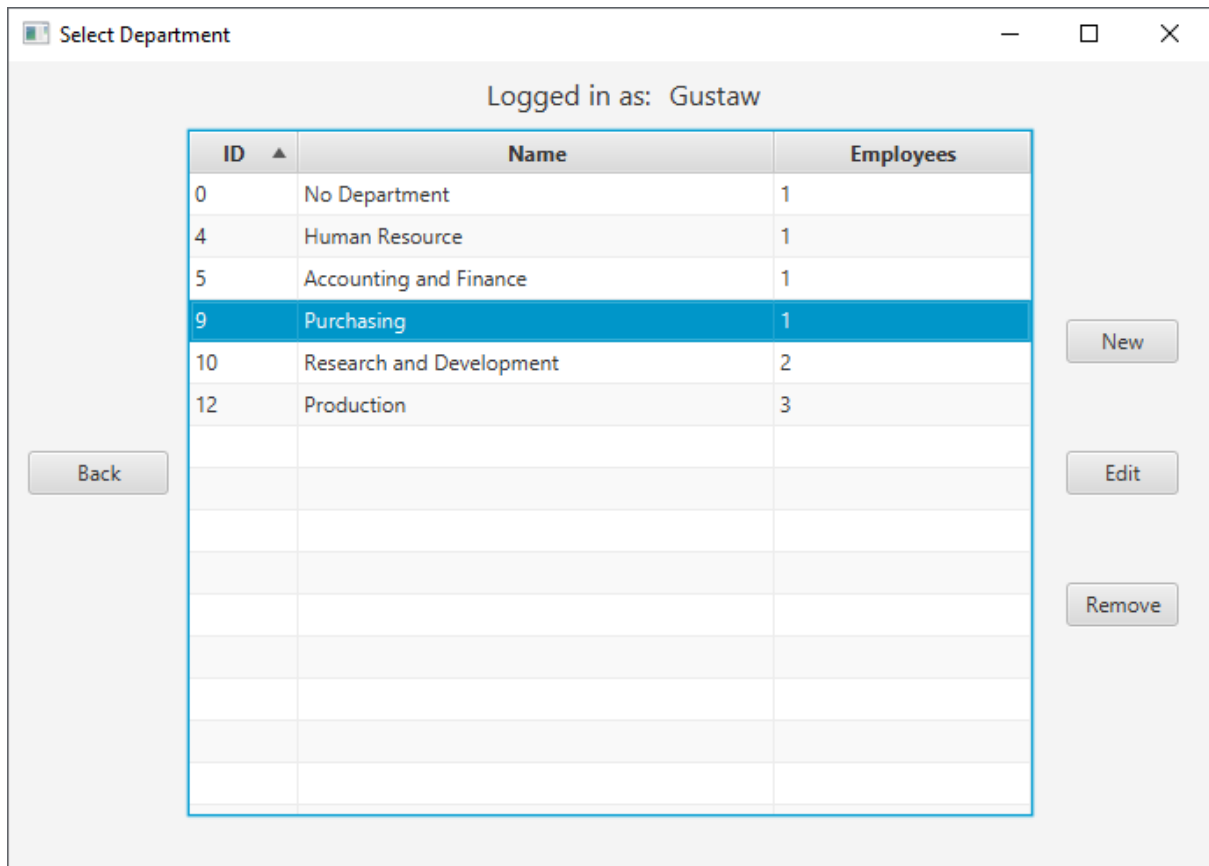 Select Department
Logged in as: Gustaw
ID Name Employees
0 No Department 1
4 Human Resource 1
5 Accounting and Finance 1
9 Purchasing 1
New
10 Research and Development 2
12 Production 3
Back
Edit
Remove